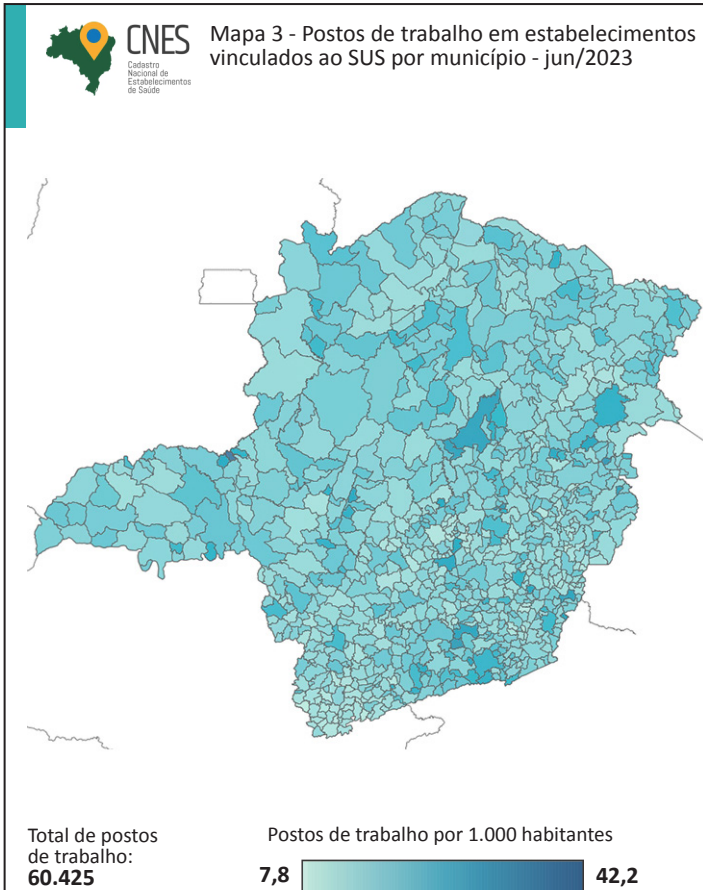 CNES
Cadastro
Nacional de
Estabelecimentos
de Saúde
Mapa 3 - Postos de trabalho em estabelecimentos
vinculados ao SUS por município - jun/2023
Total de postos
de trabalho:
60.425
Postos de trabalho por 1.000 habitantes
7,8
42,2